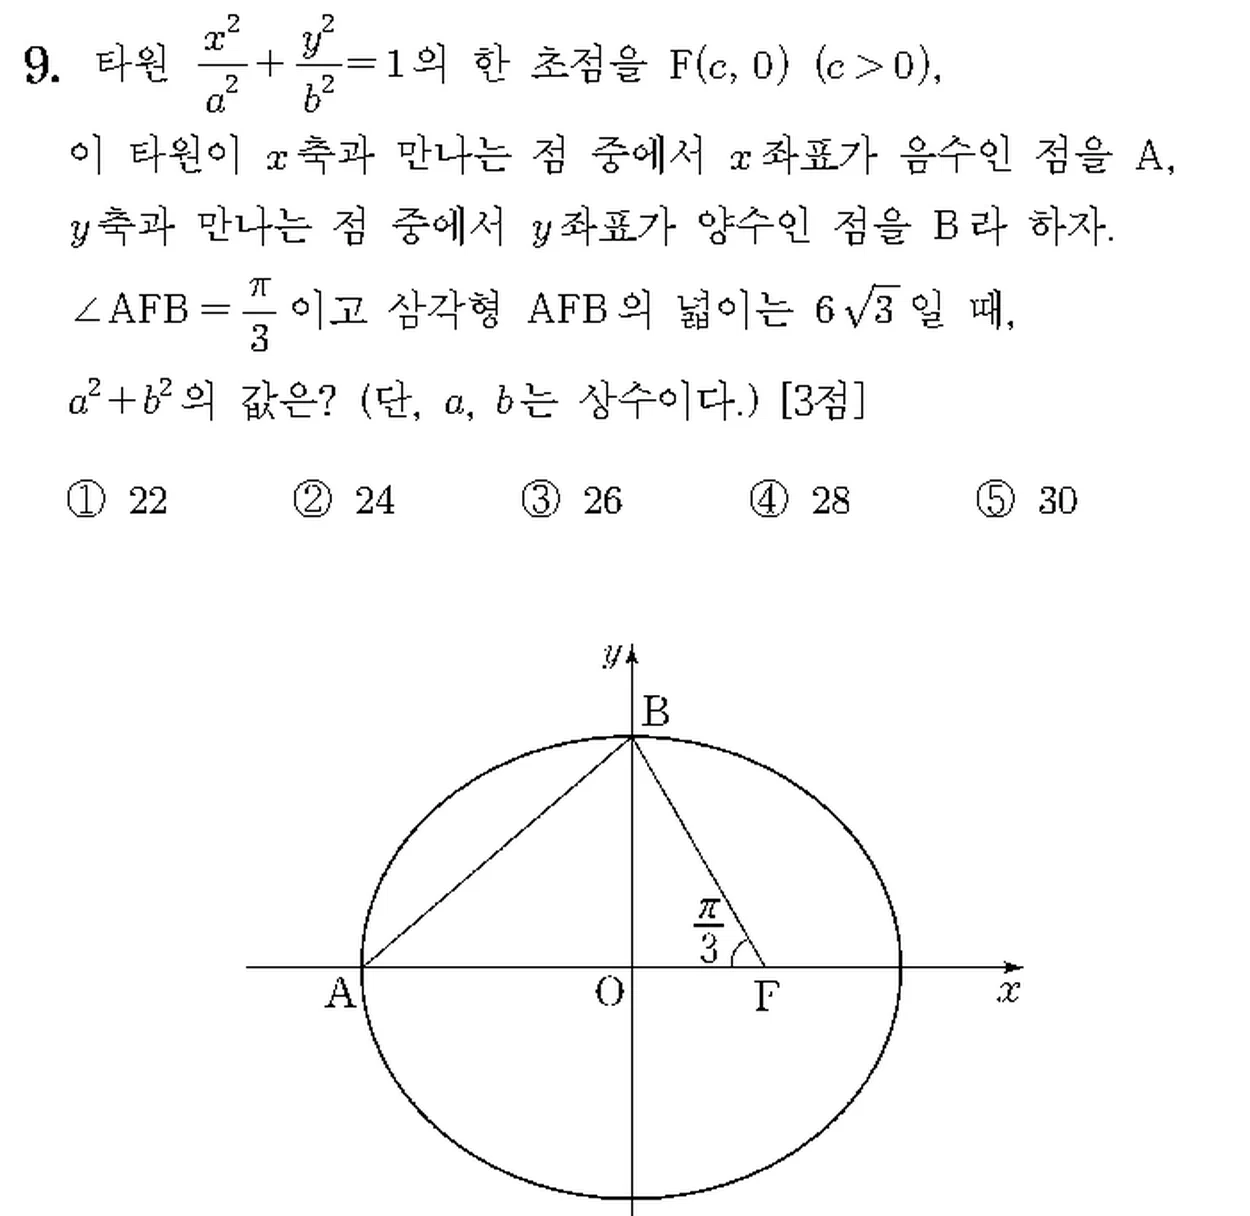 9. 타원 x²/a² + y²/b² = 1의 한 초점을 F(c, 0) (c > 0),
이 타원이 x축과 만나는 점 중에서 x좌표가 음수인 점을 A,
y축과 만나는 점 중에서 y좌표가 양수인 점을 B라 하자.
∠AFB = π/3 이고 삼각형 AFB의 넓이는 6√3 일 때,
a²+b²의 값은? (단, a, b는 상수이다.) [3점]
① 22 ② 24 ③ 26 ④ 28 ⑤ 30
y
B
π/3
A O F x